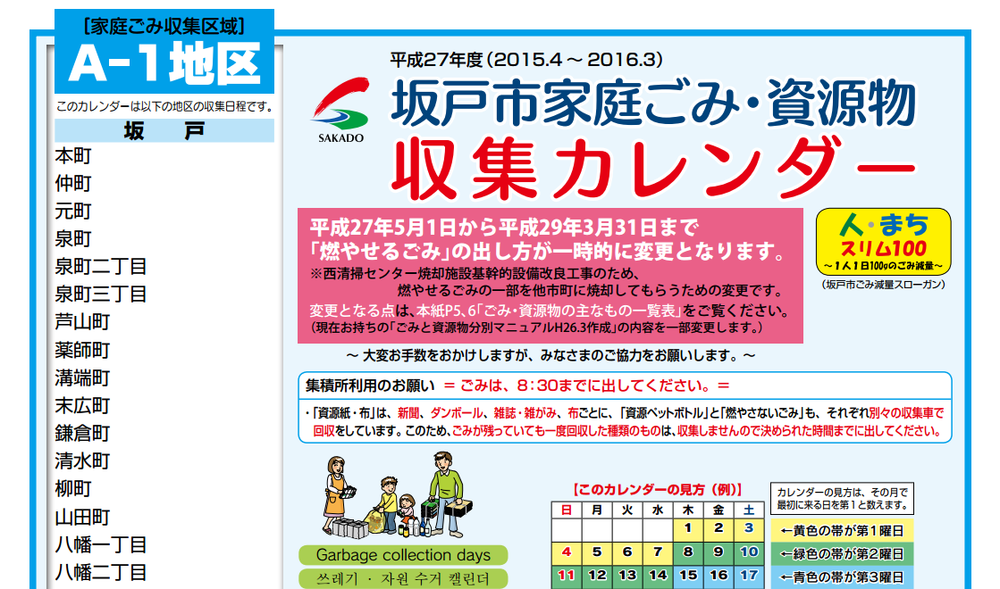 ［家庭ごみ収集区域］
A-1地区
このカレンダーは以下の地区の収集日程です。
坂　戸
本町
仲町
元町
泉町
泉町二丁目
泉町三丁目
芦山町
薬師町
溝端町
末広町
鎌倉町
清水町
柳町
山田町
八幡一丁目
八幡二丁目
平成27年度（2015.4 ～ 2016.3）
SAKADO
坂戸市家庭ごみ・資源物
収集カレンダー
平成27年5月1日から平成29年3月31日まで
「燃やせるごみ」の出し方が一時的に変更となります。
※西清掃センター焼却施設基幹的設備改良工事のため、
燃やせるごみの一部を他市町に焼却してもらうための変更です。
変更となる点は、本紙P5、6「ごみ・資源物の主なもの一覧表」をご覧ください。
（現在お持ちの「ごみと資源物分別マニュアルH26.3作成」の内容を一部変更します。）
人・まち
スリム100
～1人1日100gのごみ減量～
（坂戸市ごみ減量スローガン）
～ 大変お手数をおかけしますが、みなさまのご協力をお願いします。～
集積所利用のお願い ＝ ごみは、8：30までに出してください。＝
・「資源紙・布」は、新聞、ダンボール、雑誌・雑がみ、布ごとに、「資源ペットボトル」と「燃やさないごみ」も、それぞれ別々の収集車で
回収をしています。このため、ごみが残っていても一度回収した種類のものは、収集しませんので決められた時間までに出してください。
Garbage collection days
쓰레기・자원 수거 캘린더
【このカレンダーの見方（例）】
日 月 火 水 木 金 土
1 2 3
4 5 6 7 8 9 10
11 12 13 14 15 16 17
カレンダーの見方は、その月で
最初に来る日を第1と数えます。
←黄色の帯が第1曜日
←緑色の帯が第2曜日
←青色の帯が第3曜日